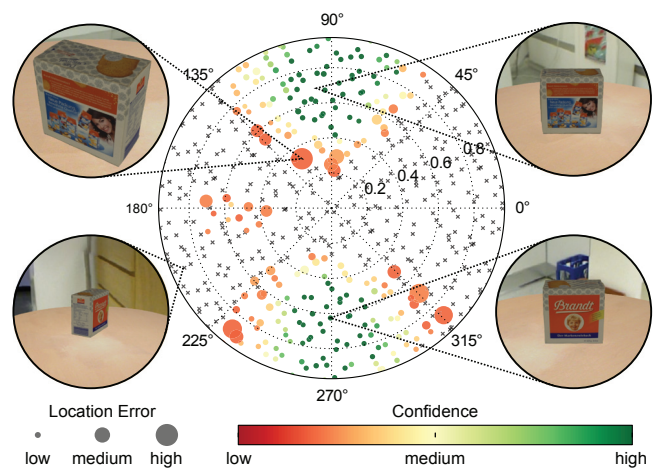 90°
135°
45°
0.8
0.6
0.4
0.2
180°
0°
Brandt
225°
315°
270°
Location Error
Confidence
low
medium
high
low
medium
high